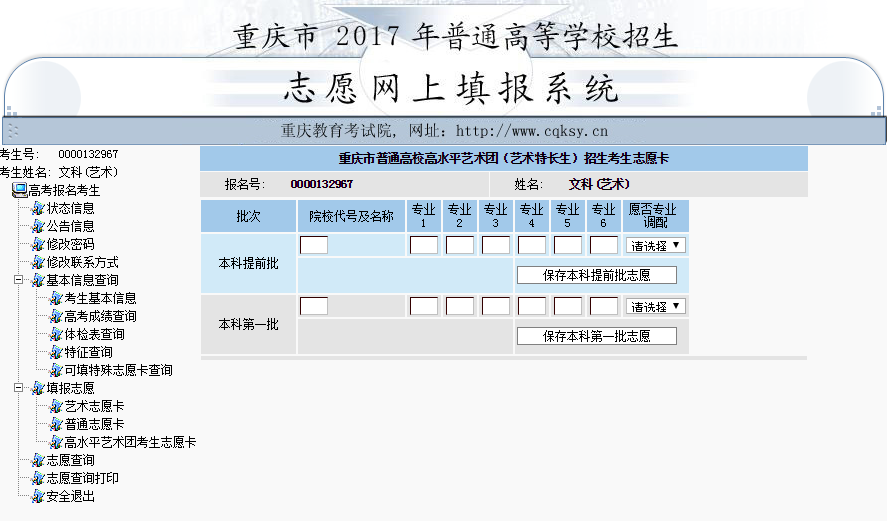 重庆市 2017 年普通高等学校招生
志愿网上填报系统
重庆教育考试院, 网址: http://www.cqksy.cn
考生号: 0000132967
考生姓名: 文科(艺术)
高考报名考生
状态信息
公告信息
修改密码
修改联系方式
基本信息查询
考生基本信息
高考成绩查询
体检表查询
特征查询
可填特殊志愿卡查询
填报志愿
艺术志愿卡
普通志愿卡
高水平艺术团考生志愿卡
志愿查询
志愿查询打印
安全退出
重庆市普通高校高水平艺术团（艺术特长生）招生考生志愿卡
报名号: 0000132967 姓名: 文科(艺术)
批次 院校代号及名称 专业1 专业2 专业3 专业4 专业5 专业6 愿否专业调配
本科提前批 请选择
保存本科提前批志愿
本科第一批 请选择
保存本科第一批志愿